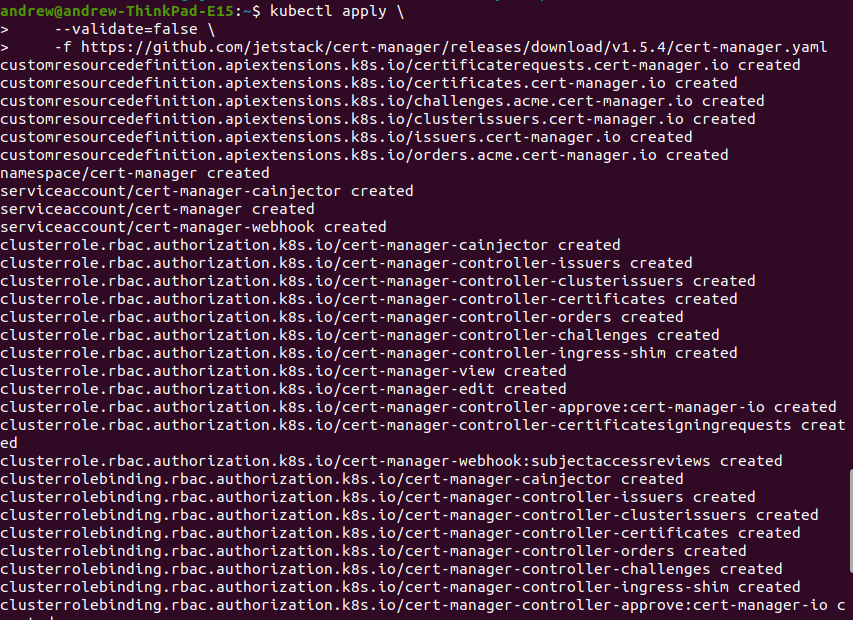 andrew@andrew-ThinkPad-E15:~$ kubectl apply \
>     --validate=false \
>     -f https://github.com/jetstack/cert-manager/releases/download/v1.5.4/cert-manager.yaml
customresourcedefinition.apiextensions.k8s.io/certificaterequests.cert-manager.io created
customresourcedefinition.apiextensions.k8s.io/certificates.cert-manager.io created
customresourcedefinition.apiextensions.k8s.io/challenges.acme.cert-manager.io created
customresourcedefinition.apiextensions.k8s.io/clusterissuers.cert-manager.io created
customresourcedefinition.apiextensions.k8s.io/issuers.cert-manager.io created
customresourcedefinition.apiextensions.k8s.io/orders.acme.cert-manager.io created
namespace/cert-manager created
serviceaccount/cert-manager-cainjector created
serviceaccount/cert-manager created
serviceaccount/cert-manager-webhook created
clusterrole.rbac.authorization.k8s.io/cert-manager-cainjector created
clusterrole.rbac.authorization.k8s.io/cert-manager-controller-issuers created
clusterrole.rbac.authorization.k8s.io/cert-manager-controller-clusterissuers created
clusterrole.rbac.authorization.k8s.io/cert-manager-controller-certificates created
clusterrole.rbac.authorization.k8s.io/cert-manager-controller-orders created
clusterrole.rbac.authorization.k8s.io/cert-manager-controller-challenges created
clusterrole.rbac.authorization.k8s.io/cert-manager-controller-ingress-shim created
clusterrole.rbac.authorization.k8s.io/cert-manager-view created
clusterrole.rbac.authorization.k8s.io/cert-manager-edit created
clusterrole.rbac.authorization.k8s.io/cert-manager-controller-approve:cert-manager-io created
clusterrole.rbac.authorization.k8s.io/cert-manager-controller-certificatesigningrequests creat
ed
clusterrole.rbac.authorization.k8s.io/cert-manager-webhook:subjectaccessreviews created
clusterrolebinding.rbac.authorization.k8s.io/cert-manager-cainjector created
clusterrolebinding.rbac.authorization.k8s.io/cert-manager-controller-issuers created
clusterrolebinding.rbac.authorization.k8s.io/cert-manager-controller-clusterissuers created
clusterrolebinding.rbac.authorization.k8s.io/cert-manager-controller-certificates created
clusterrolebinding.rbac.authorization.k8s.io/cert-manager-controller-orders created
clusterrolebinding.rbac.authorization.k8s.io/cert-manager-controller-challenges created
clusterrolebinding.rbac.authorization.k8s.io/cert-manager-controller-ingress-shim created
clusterrolebinding.rbac.authorization.k8s.io/cert-manager-controller-approve:cert-manager-io c